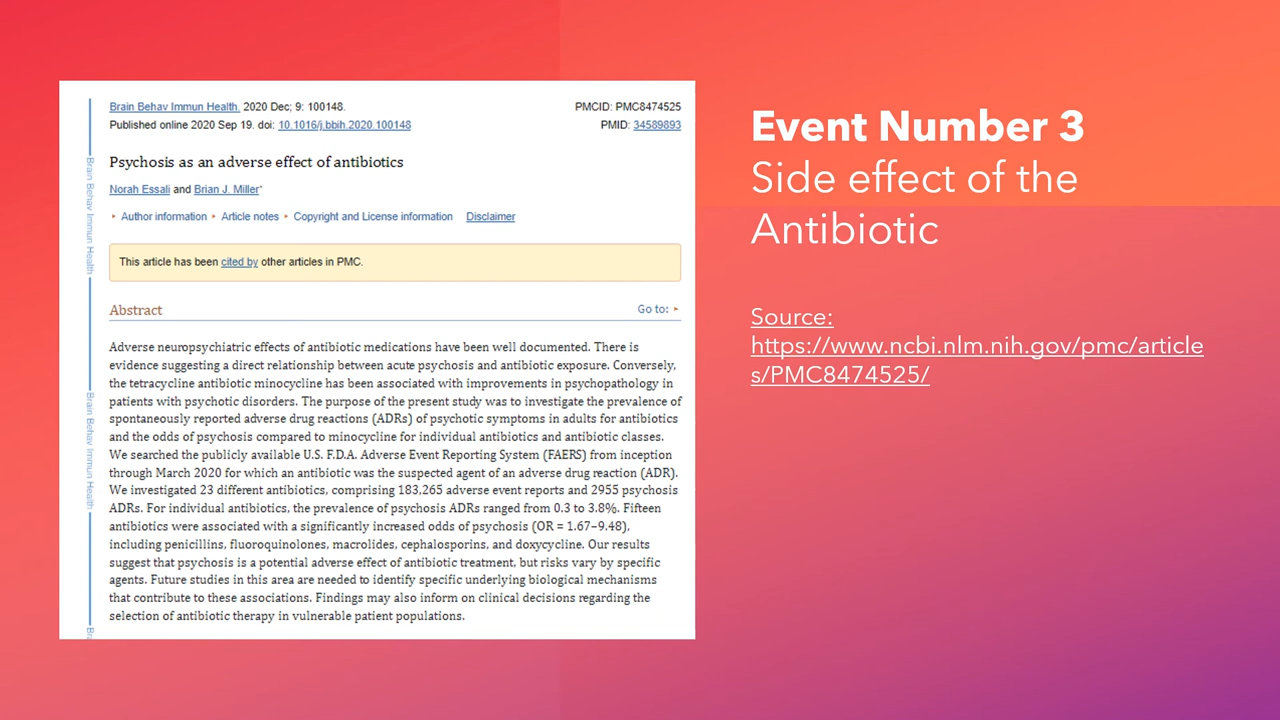 Brain Behav Immun Health. 2020 Dec; 9: 100148.
PMCID: PMC8474525
Published online 2020 Sep 19. doi: 10.1016/j.bbih.2020.100148
PMID: 34589893
Psychosis as an adverse effect of antibiotics
Norah Essali and Brian J. Miller*
▸ Author information ▸ Article notes ▸ Copyright and License information Disclaimer
This article has been cited by other articles in PMC.
Abstract
Go to: ▸
Adverse neuropsychiatric effects of antibiotic medications have been well documented. There is
evidence suggesting a direct relationship between acute psychosis and antibiotic exposure. Conversely,
the tetracycline antibiotic minocycline has been associated with improvements in psychopathology in
patients with psychotic disorders. The purpose of the present study was to investigate the prevalence of
spontaneously reported adverse drug reactions (ADRs) of psychotic symptoms in adults for antibiotics
and the odds of psychosis compared to minocycline for individual antibiotics and antibiotic classes.
We searched the publicly available U.S. F.D.A. Adverse Event Reporting System (FAERS) from inception
through March 2020 for which an antibiotic was the suspected agent of an adverse drug reaction (ADR).
We investigated 23 different antibiotics, comprising 183,265 adverse event reports and 2955 psychosis
ADRs. For individual antibiotics, the prevalence of psychosis ADRs ranged from 0.3 to 3.8%. Fifteen
antibiotics were associated with a significantly increased odds of psychosis (OR = 1.67–9.48),
including penicillins, fluoroquinolones, macrolides, cephalosporins, and doxycycline. Our results
suggest that psychosis is a potential adverse effect of antibiotic treatment, but risks vary by specific
agents. Future studies in this area are needed to identify specific underlying biological mechanisms
that contribute to these associations. Findings may also inform on clinical decisions regarding the
selection of antibiotic therapy in vulnerable patient populations.
Brain Behav Immun Health
Brain Behav Immun Health
Bra
Event Number 3
Side effect of the
Antibiotic
Source:
https://www.ncbi.nlm.nih.gov/pmc/article
s/PMC8474525/